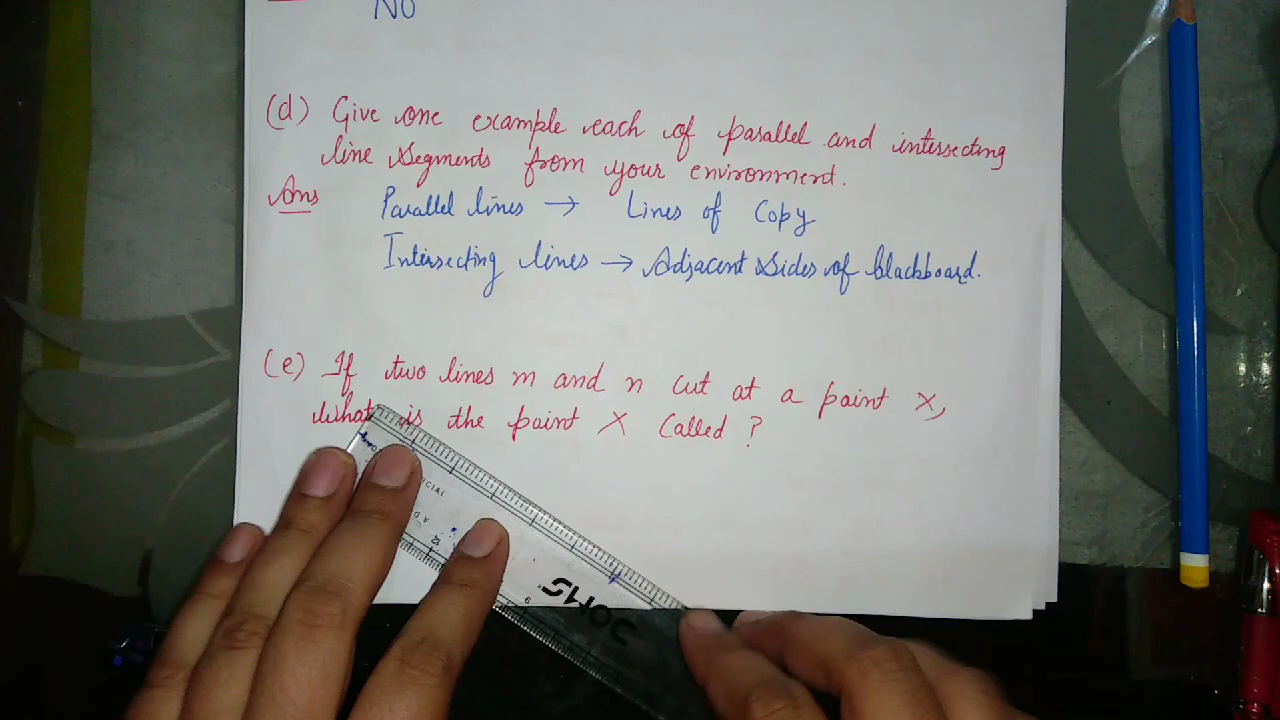 No
(d) Give one example each of parallel and intersecting
line segments from your environment.
Ans Parallel lines → Lines of Copy
Intersecting lines → Adjacent Sides of blackboard.
(e) If two lines m and n cut at a point X,
What is the point X Called ?
12
9